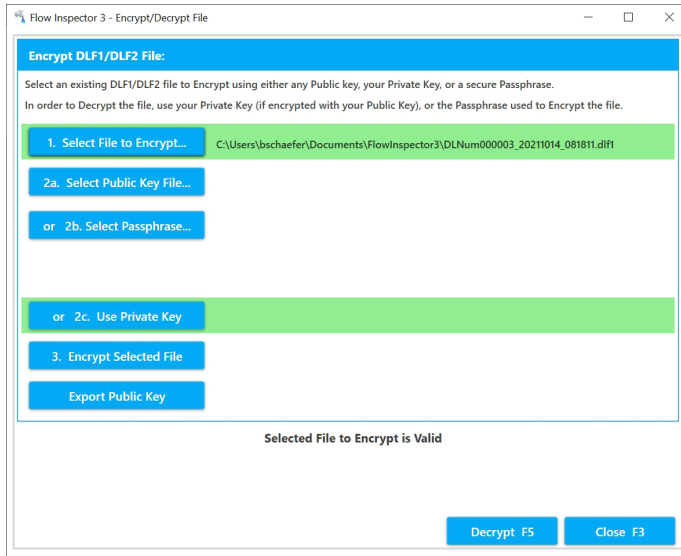 Flow Inspector 3 - Encrypt/Decrypt File
Encrypt DLF1/DLF2 File:
Select an existing DLF1/DLF2 file to Encrypt using either any Public key, your Private Key, or a secure Passphrase.
In order to Decrypt the file, use your Private Key (if encrypted with your Public Key), or the Passphrase used to Encrypt the file.
1. Select File to Encrypt... C:\Users\bschaefer\Documents\FlowInspector3\DLNum000003_20211014_081811.dlf1
2a. Select Public Key File...
or 2b. Select Passphrase...
or 2c. Use Private Key
3. Encrypt Selected File
Export Public Key
Selected File to Encrypt is Valid
Decrypt F5 Close F3